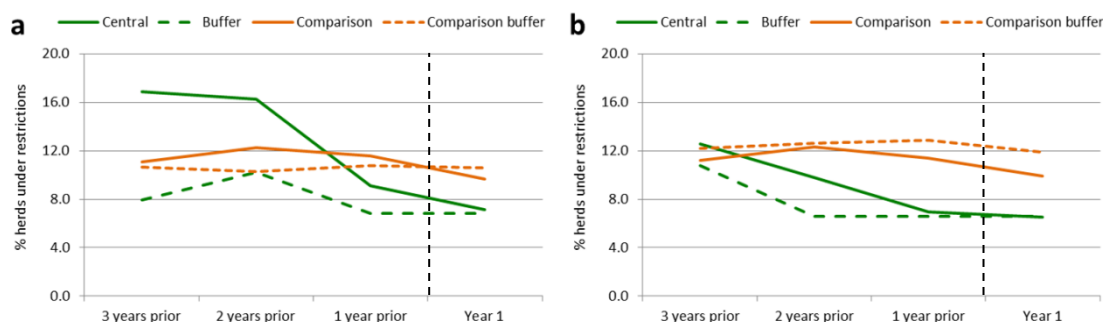 a
Central
Buffer
Comparison
Comparison buffer
% herds under restrictions
20.0
16.0
12.0
8.0
4.0
0.0
3 years prior
2 years prior
1 year prior
Year 1
b
Central
Buffer
Comparison
Comparison buffer
% herds under restrictions
20.0
16.0
12.0
8.0
4.0
0.0
3 years prior
2 years prior
1 year prior
Year 1